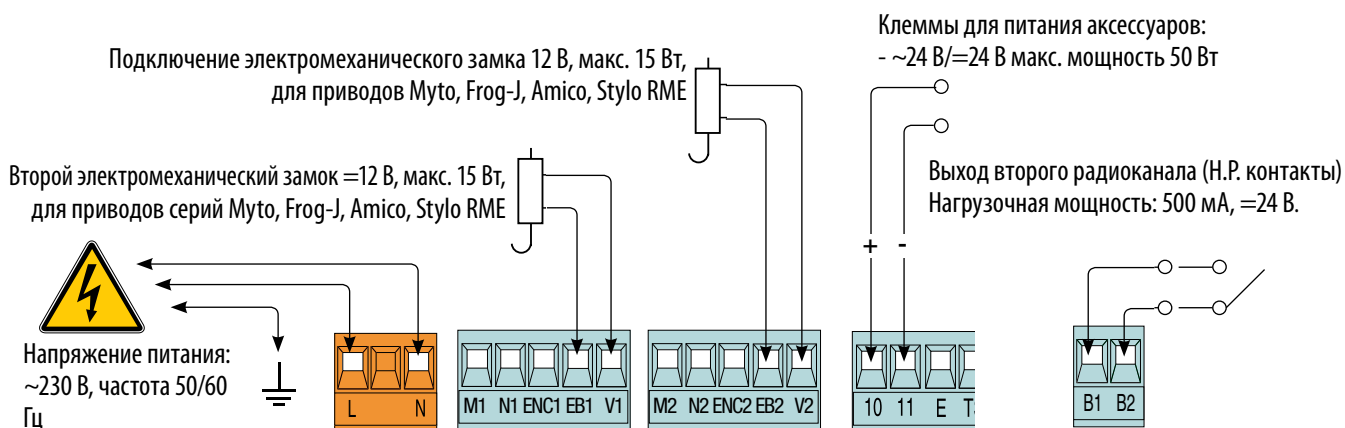 Клеммы для питания аксессуаров:
- ~24 В/=24 В макс. мощность 50 Вт
Подключение электромеханического замка 12 В, макс. 15 Вт,
для приводов Myto, Frog-J, Amico, Stylo RME
Второй электромеханический замок =12 В, макс. 15 Вт,
для приводов серий Myto, Frog-J, Amico, Stylo RME
Выход второго радиоканала (Н.Р. контакты)
Нагрузочная мощность: 500 мА, =24 В.
+ -
Напряжение питания:
~230 В, частота 50/60
Гц
L N
M1 N1 ENC1 EB1 V1
M2 N2 ENC2 EB2 V2
10 11 E
B1 B2